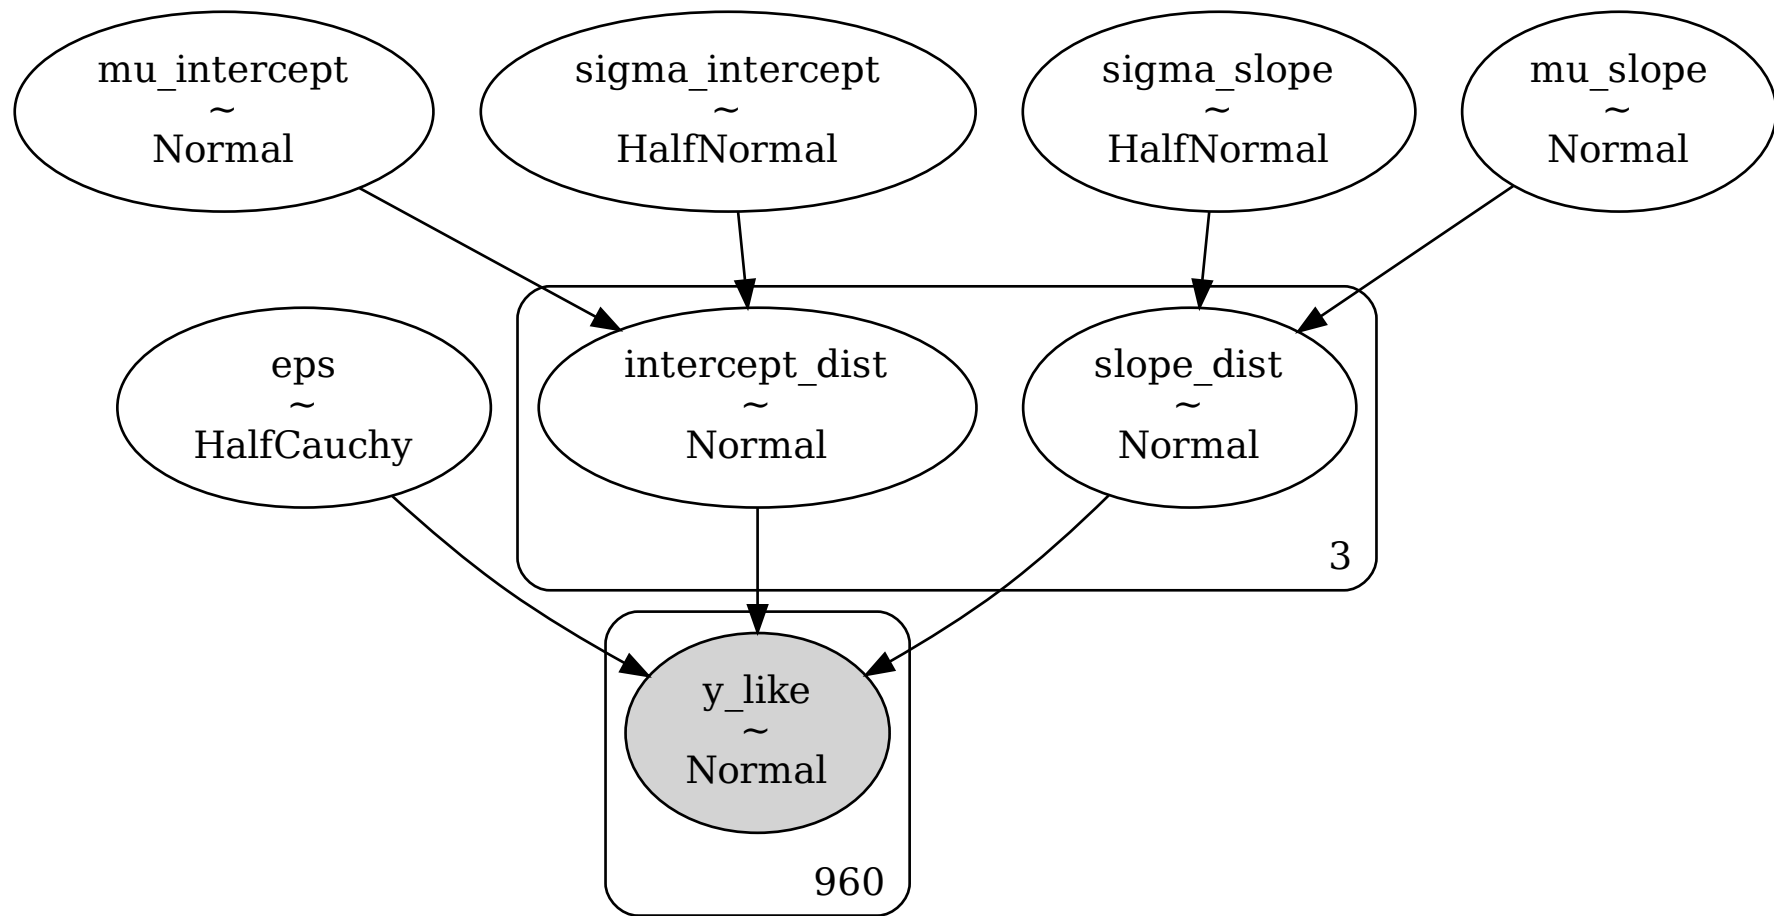 mu_intercept
~
Normal
sigma_intercept
~
HalfNormal
sigma_slope
~
HalfNormal
mu_slope
~
Normal
eps
~
HalfCauchy
intercept_dist
~
Normal
slope_dist
~
Normal
3
y_like
~
Normal
960